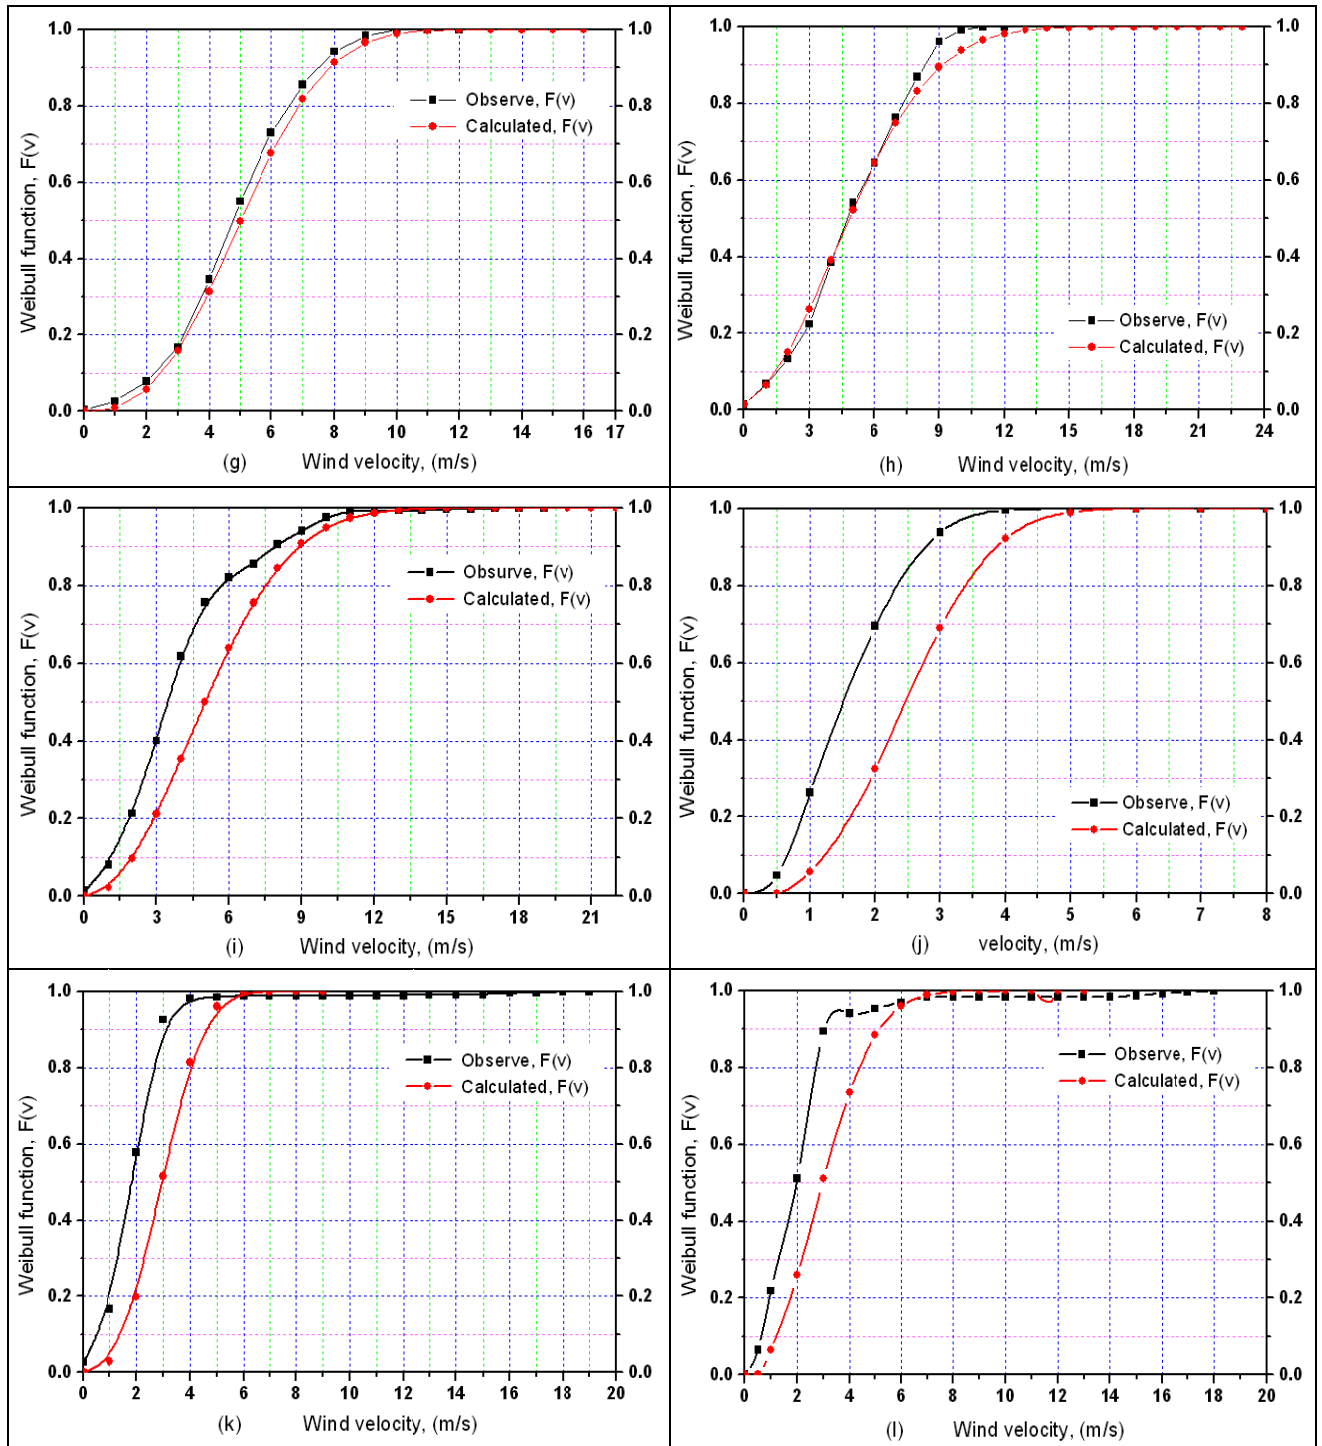 1.0 1.0
Observe, F(v)
Calculated, F(v)
0.8 0.8
0.6 0.6
0.4 0.4
0.2 0.2
0.0 0.0
Weibull function, F(v)
0 2 4 6 8 10 12 14 16 17
(g) Wind velocity, (m/s)
1.0 1.0
0.8 0.8
0.6 0.6
0.4 0.4
Observe, F(v)
Calculated, F(v)
0.2 0.2
0.0 0.0
Weibull function, F(v)
0 3 6 9 12 15 18 21 24
(h) Wind velocity, (m/s)
1.0 1.0
Obsurve, F(v)
Calculated, F(v)
0.8 0.8
0.6 0.6
0.4 0.4
0.2 0.2
0.0 0.0
Weibull function, F(v)
0 3 6 9 12 15 18 21
(i) Wind velocity, (m/s)
1.0 1.0
0.8 0.8
0.6 0.6
0.4 0.4
Observe, F(v)
Calculated, F(v)
0.2 0.2
0.0 0.0
Weibull function, F(v)
0 1 2 3 4 5 6 7 8
(j) velocity, (m/s)
1.0 1.0
Observe, F(v)
Calculated, F(v)
0.8 0.8
0.6 0.6
0.4 0.4
0.2 0.2
0.0 0.0
Weibull function, F(v)
0 2 4 6 8 10 12 14 16 18 20
(k) Wind velocity, (m/s)
1.0 1.0
Observe, F(v)
Calculated, F(v)
0.8 0.8
0.6 0.6
0.4 0.4
0.2 0.2
0.0 0.0
Weibull function, F(v)
0 2 4 6 8 10 12 14 16 18 20
(l) Wind velocity, (m/s)